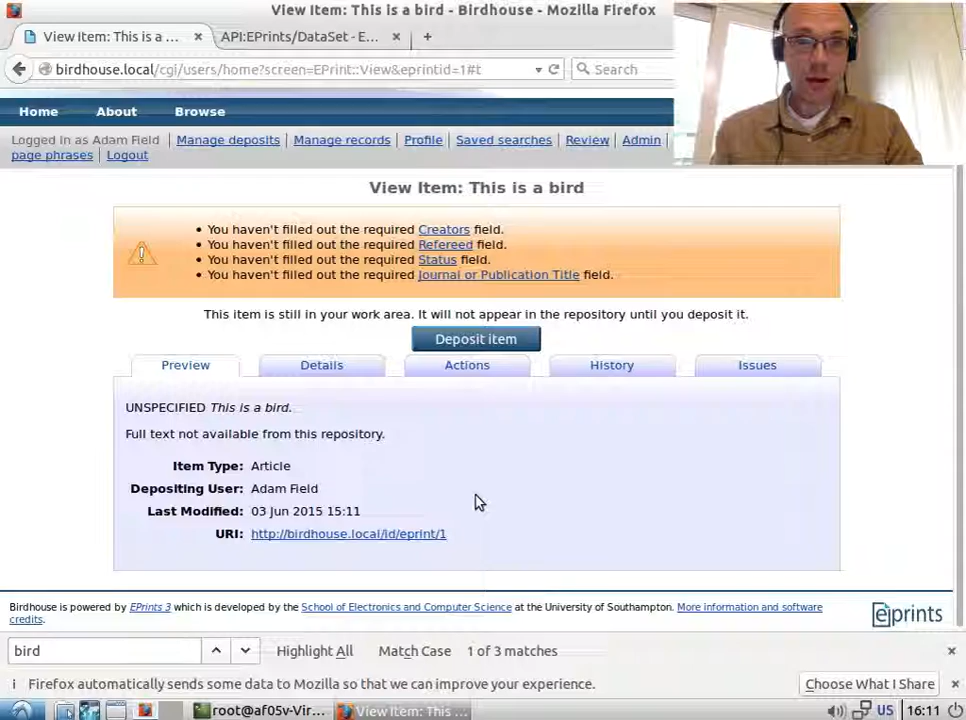 View Item: This is a bird - Birdhouse - Mozilla Firefox
View Item: This is a ... ×
API:EPrints/DataSet - E... ×
birdhouse.local/cgi/users/home?screen=EPrint::View&eprintid=1#t
Search
Home About Browse
Logged in as Adam Field Manage deposits Manage records Profile Saved searches Review Admin
page phrases Logout
View Item: This is a bird
• You haven't filled out the required Creators field.
• You haven't filled out the required Refereed field.
• You haven't filled out the required Status field.
• You haven't filled out the required Journal or Publication Title field.
This item is still in your work area. It will not appear in the repository until you deposit it.
Deposit item
Preview Details Actions History Issues
UNSPECIFIED This is a bird.
Full text not available from this repository.
Item Type: Article
Depositing User: Adam Field
Last Modified: 03 Jun 2015 15:11
URI: http://birdhouse.local/id/eprint/1
Birdhouse is powered by EPrints 3 which is developed by the School of Electronics and Computer Science at the University of Southampton. More information and software
credits.
eprints
bird Highlight All Match Case 1 of 3 matches ×
i Firefox automatically sends some data to Mozilla so that we can improve your experience. Choose What I Share ×
root@af05v-Vir... View Item: This ... US 16:11